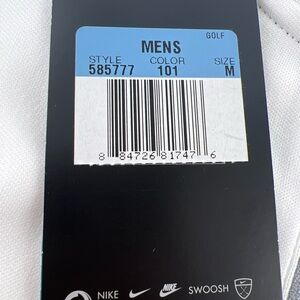 GOLF
MENS
STYLE COLOR SIZE
585777 101 M
8 84726 81747 6
NIKE NIKE SWOOSH